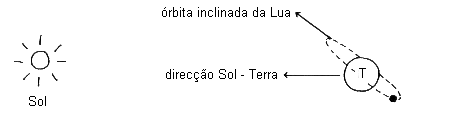 órbita inclinada da Lua
direcção Sol - Terra
T
Sol